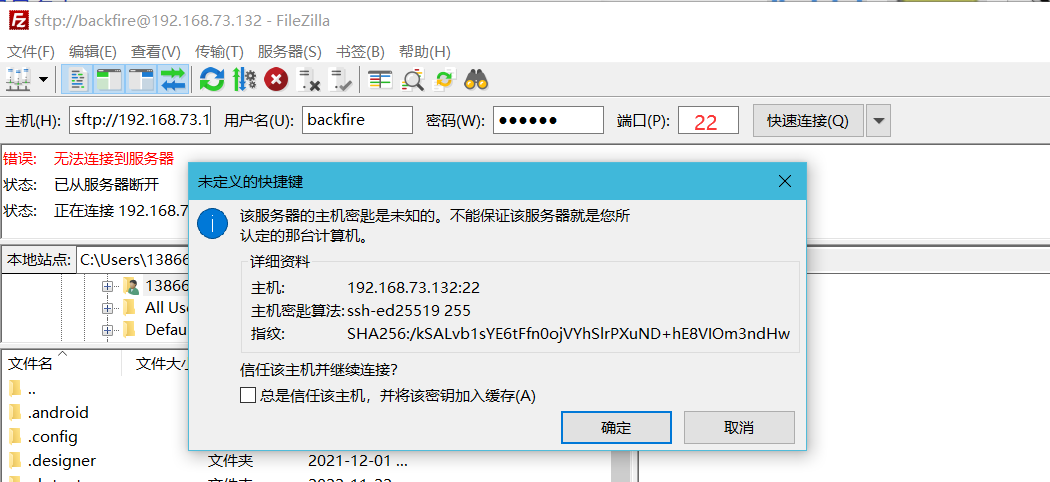 sftp://backfire@192.168.73.132 - FileZilla
文件(F) 编辑(E) 查看(V) 传输(T) 服务器(S) 书签(B) 帮助(H)
主机(H): sftp://192.168.73.1 用户名(U): backfire 密码(W): ●●●●●● 端口(P): 22 快速连接(Q)
错误: 无法连接到服务器
状态: 已从服务器断开
状态: 正在连接 192.168.7
未定义的快捷键
该服务器的主机密匙是未知的。不能保证该服务器就是您所
认定的那台计算机。
详细资料
主机: 192.168.73.132:22
主机密匙算法: ssh-ed25519 255
指纹: SHA256:/kSALvb1sYE6tFfn0ojVYhSlrPXuND+hE8VIOm3ndHw
信任该主机并继续连接?
总是信任该主机，并将该密钥加入缓存(A)
确定 取消
本地站点: C:\Users\13866
13866
All Use
Defau
文件名 文件大小
..
.android
.config
.designer 文件夹 2021-12-01 ...